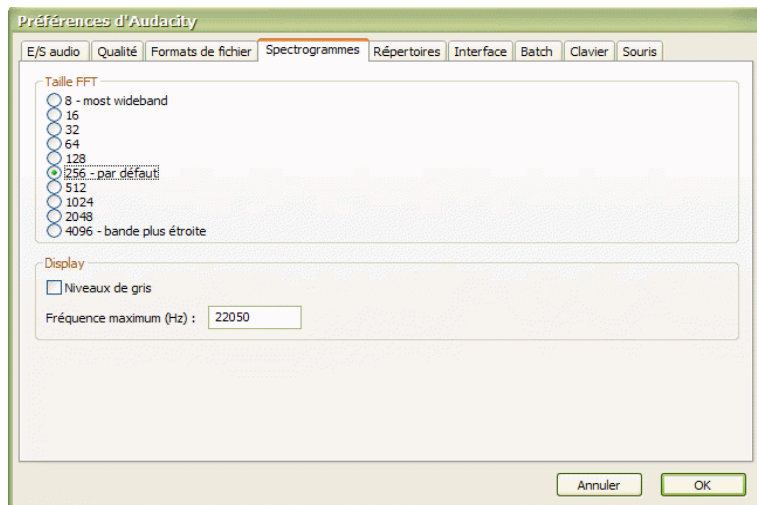 Préférences d'Audacity
E/S audio Qualité Formats de fichier Spectrogrammes Répertoires Interface Batch Clavier Souris
Taille FFT
8 - most wideband
16
32
64
128
256 - par défaut
512
1024
2048
4096 - bande plus étroite
Display
Niveaux de gris
Fréquence maximum (Hz) : 22050
Annuler OK